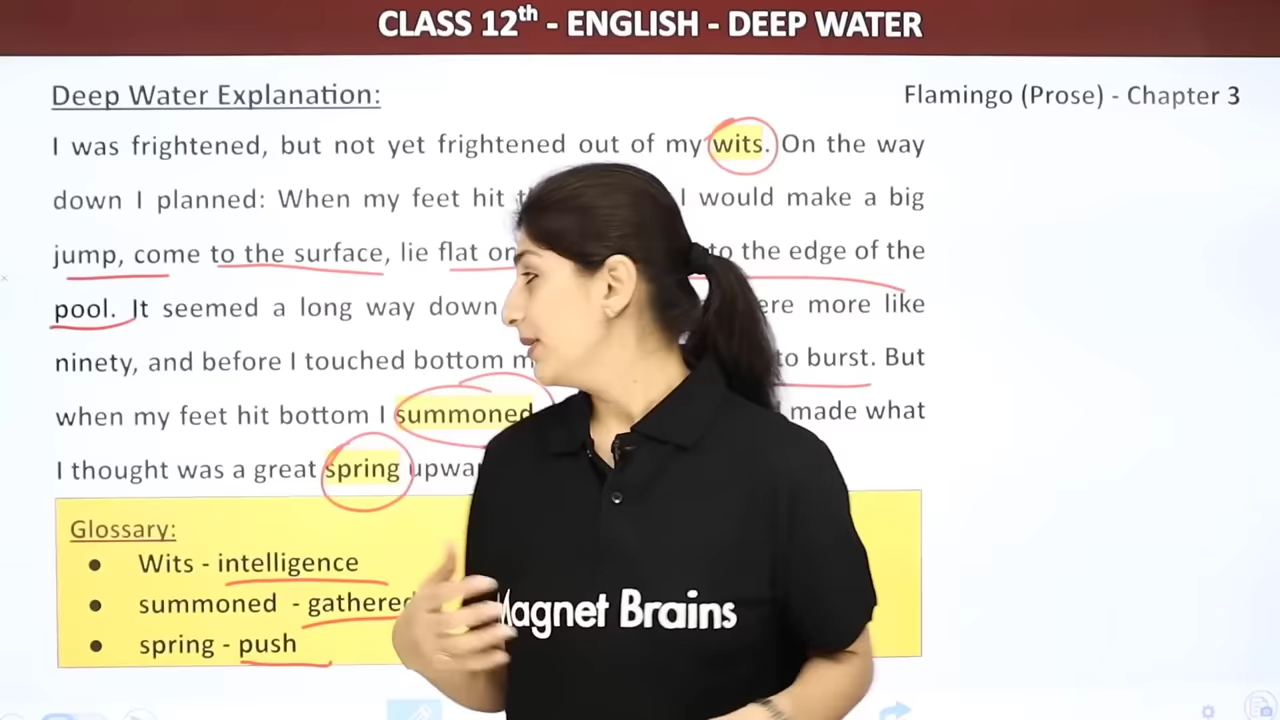 CLASS 12th - ENGLISH - DEEP WATER
Deep Water Explanation:
Flamingo (Prose) - Chapter 3
I was frightened, but not yet frightened out of my wits. On the way
down I planned: When my feet hit I would make a big
jump, come to the surface, lie flat on to the edge of the
pool. It seemed a long way down more like
ninety, and before I touched bottom to burst. But
when my feet hit bottom I summoned made what
I thought was a great spring
Glossary:
Wits - intelligence
summoned - gathered
spring - push
Magnet Brains